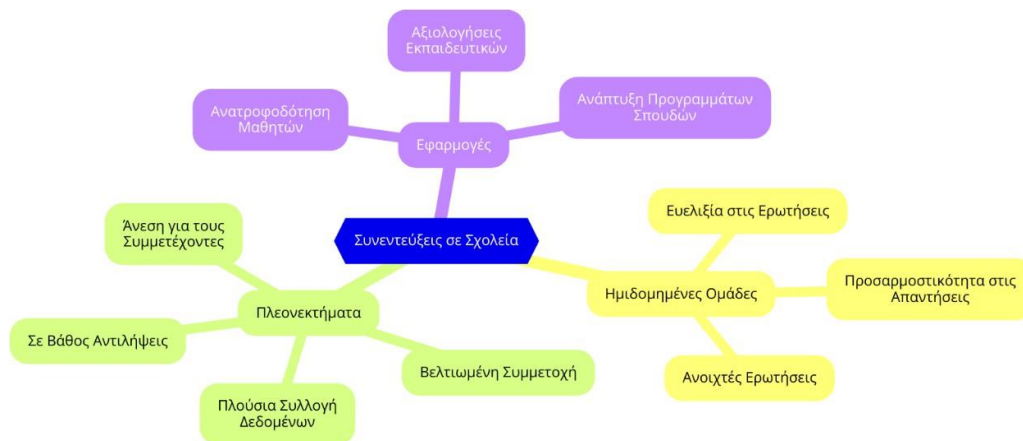 Αξιολογήσεις
Εκπαιδευτικών
Ανατροφοδότηση
Μαθητών
Ανάπτυξη Προγραμμάτων
Σπουδών
Εφαρμογές
Συνεντεύξεις σε Σχολεία
Άνεση για τους
Συμμετέχοντες
Πλεονεκτήματα
Σε Βάθος Αντιλήψεις
Πλούσια Συλλογή
Δεδομένων
Βελτιωμένη Συμμετοχή
Ευελιξία στις Ερωτήσεις
Ημιδομημένες Ομάδες
Προσαρμοστικότητα στις
Απαντήσεις
Ανοιχτές Ερωτήσεις